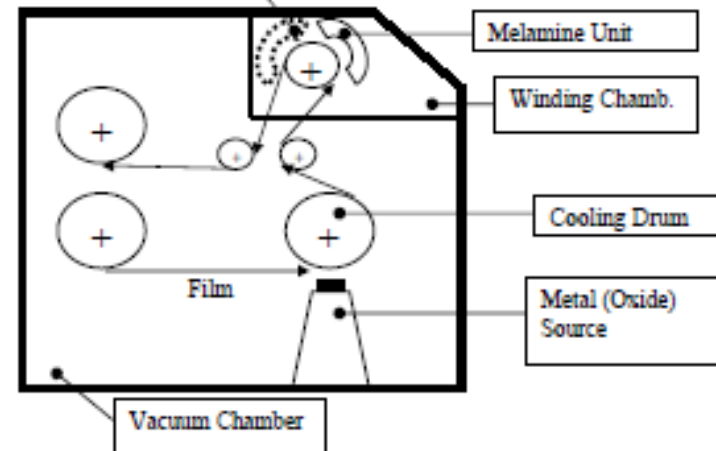 Melamine Unit
Winding Chamb.
Cooling Drum
Film
Metal (Oxide)
Source
Vacuum Chamber